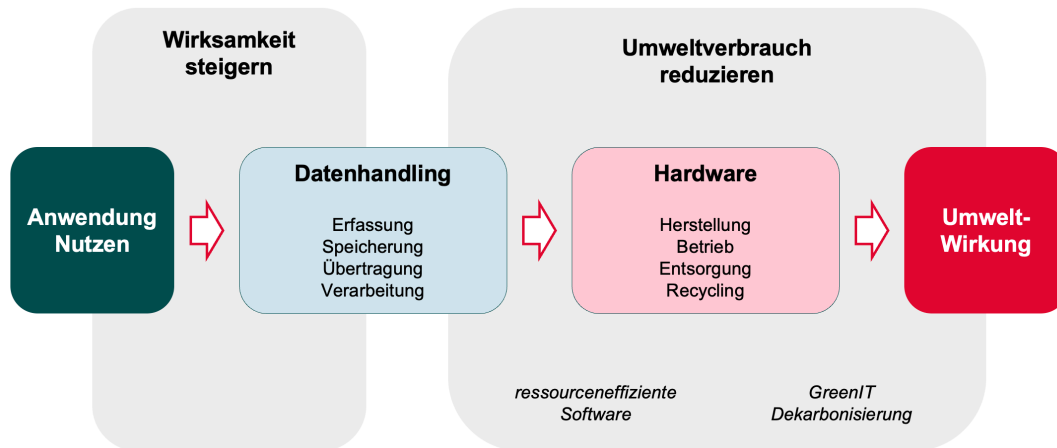 Wirksamkeit
steigern
Umweltverbrauch
reduzieren
Anwendung
Nutzen
Datenhandling
Erfassung
Speicherung
Übertragung
Verarbeitung
Hardware
Herstellung
Betrieb
Entsorgung
Recycling
Umwelt-
Wirkung
ressourceneffiziente
Software
GreenIT
Dekarbonisierung